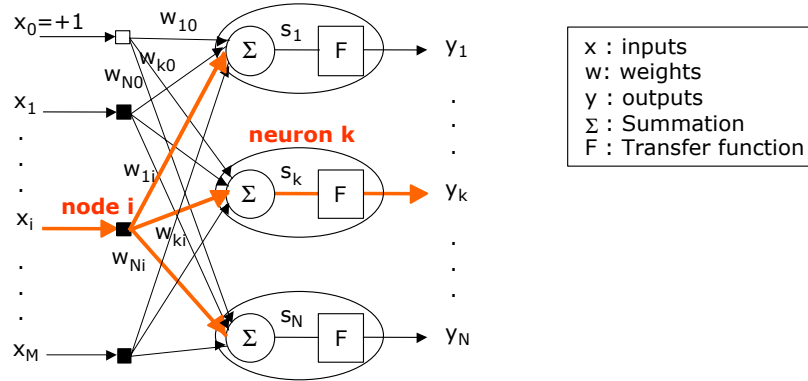 x0=+1
w10
wk0
wN0
Σ
s1
F
y1
x1
neuron k
w1i
Σ
sk
F
yk
node i
xi
wki
wNi
Σ
sN
F
yN
xM
x : inputs
w: weights
y : outputs
Σ : Summation
F : Transfer function